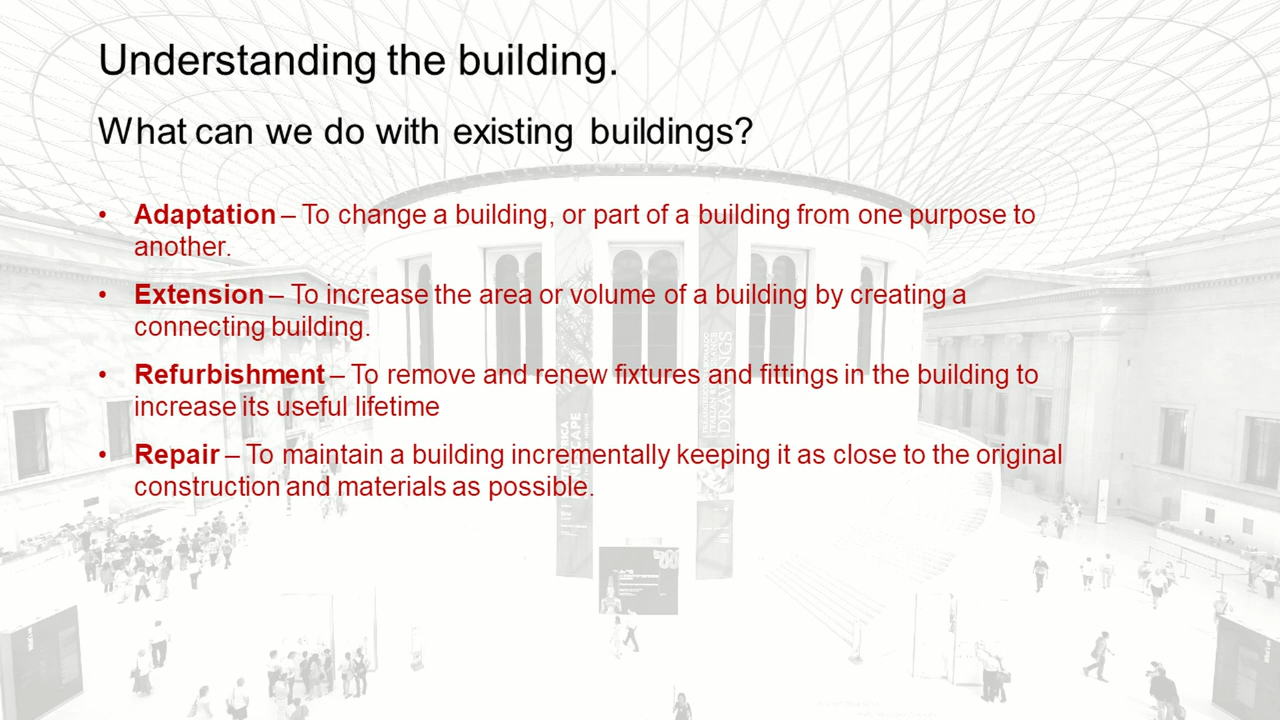 Understanding the building.
What can we do with existing buildings?
• Adaptation – To change a building, or part of a building from one purpose to
another.
• Extension – To increase the area or volume of a building by creating a
connecting building.
• Refurbishment – To remove and renew fixtures and fittings in the building to
increase its useful lifetime
• Repair – To maintain a building incrementally keeping it as close to the original
construction and materials as possible.
DRAWINGS